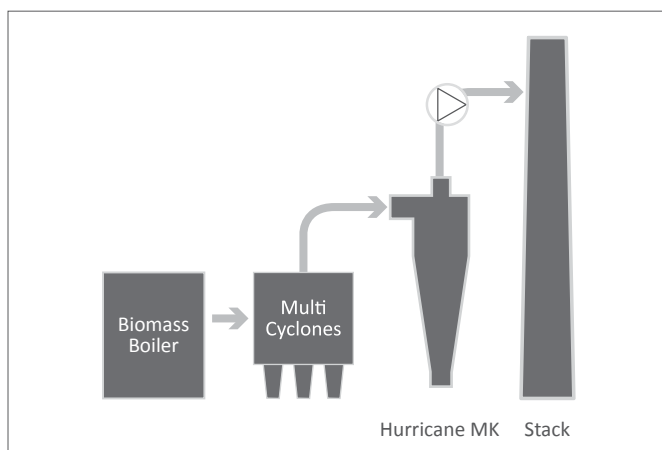 Biomass
Boiler
Multi
Cyclones
Hurricane MK
Stack